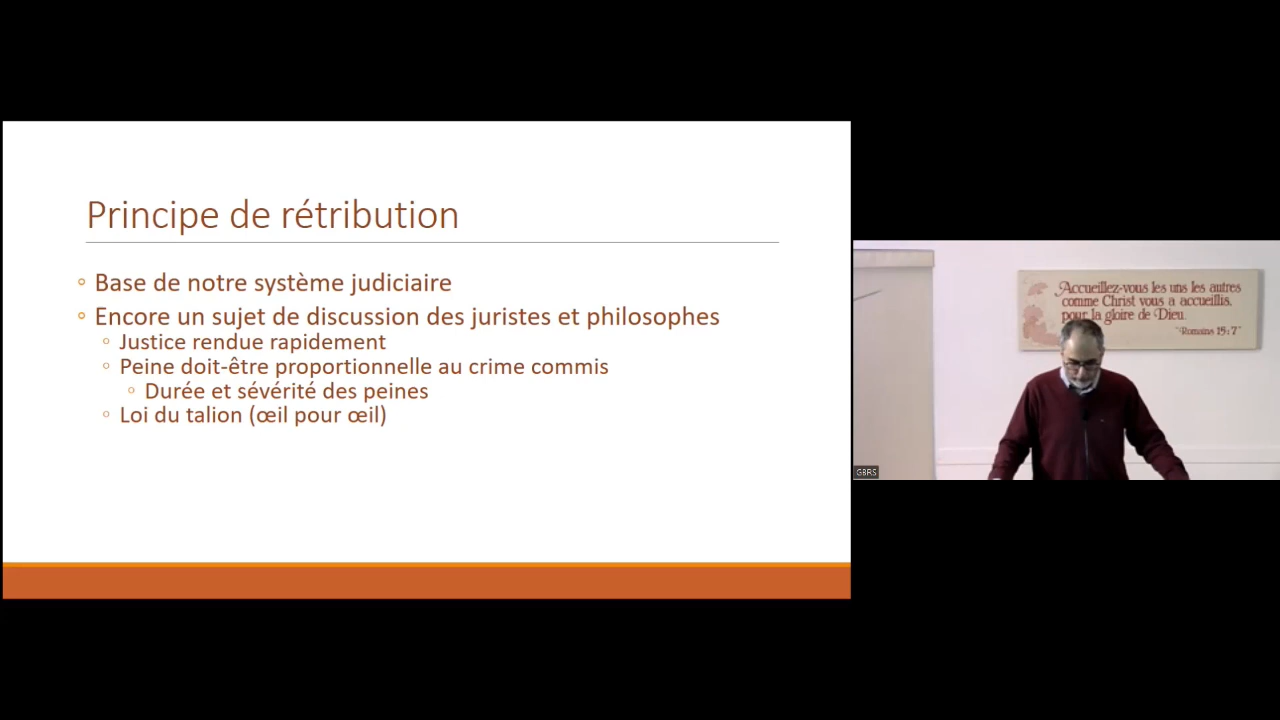 Principe de rétribution
◦ Base de notre système judiciaire
◦ Encore un sujet de discussion des juristes et philosophes
◦ Justice rendue rapidement
◦ Peine doit-être proportionnelle au crime commis
◦ Durée et sévérité des peines
◦ Loi du talion (œil pour œil)
Accueillez-vous les uns les autres
comme Christ vous a accueillis,
pour la gloire de Dieu.
"Romains 15:7"
GBRS